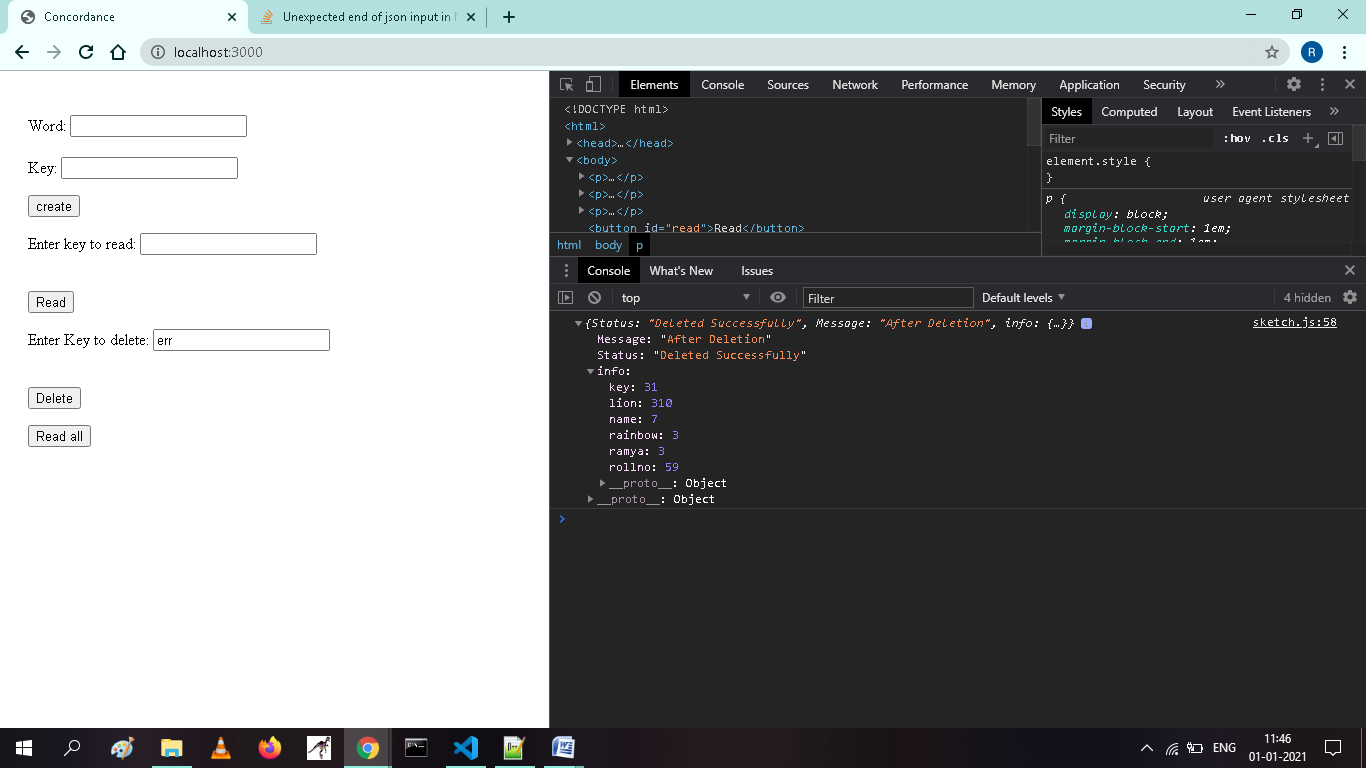 Concordance
Unexpected end of json input in
localhost:3000
R
Word:
Key:
create
Enter key to read:
Read
Enter Key to delete: err
Delete
Read all
Elements Console Sources Network Performance Memory Application Security »
<!DOCTYPE html>
<html>
<head>…</head>
<body>
<p>…</p>
<p>…</p>
<p>…</p>
<button id="read">Read</button>
html body p
Styles Computed Layout Event Listeners »
Filter :hov .cls +
element.style {
}
p { user agent stylesheet
display: block;
margin-block-start: 1em;
margin-block-end: 1em;
Console What's New Issues
top Filter Default levels 4 hidden
{Status: "Deleted Successfully", Message: "After Deletion", info: {…}} i sketch.js:58
Message: "After Deletion"
Status: "Deleted Successfully"
info:
key: 31
lion: 310
name: 7
rainbow: 3
ramya: 3
rollno: 59
__proto__: Object
__proto__: Object
ENG
11:46
01-01-2021